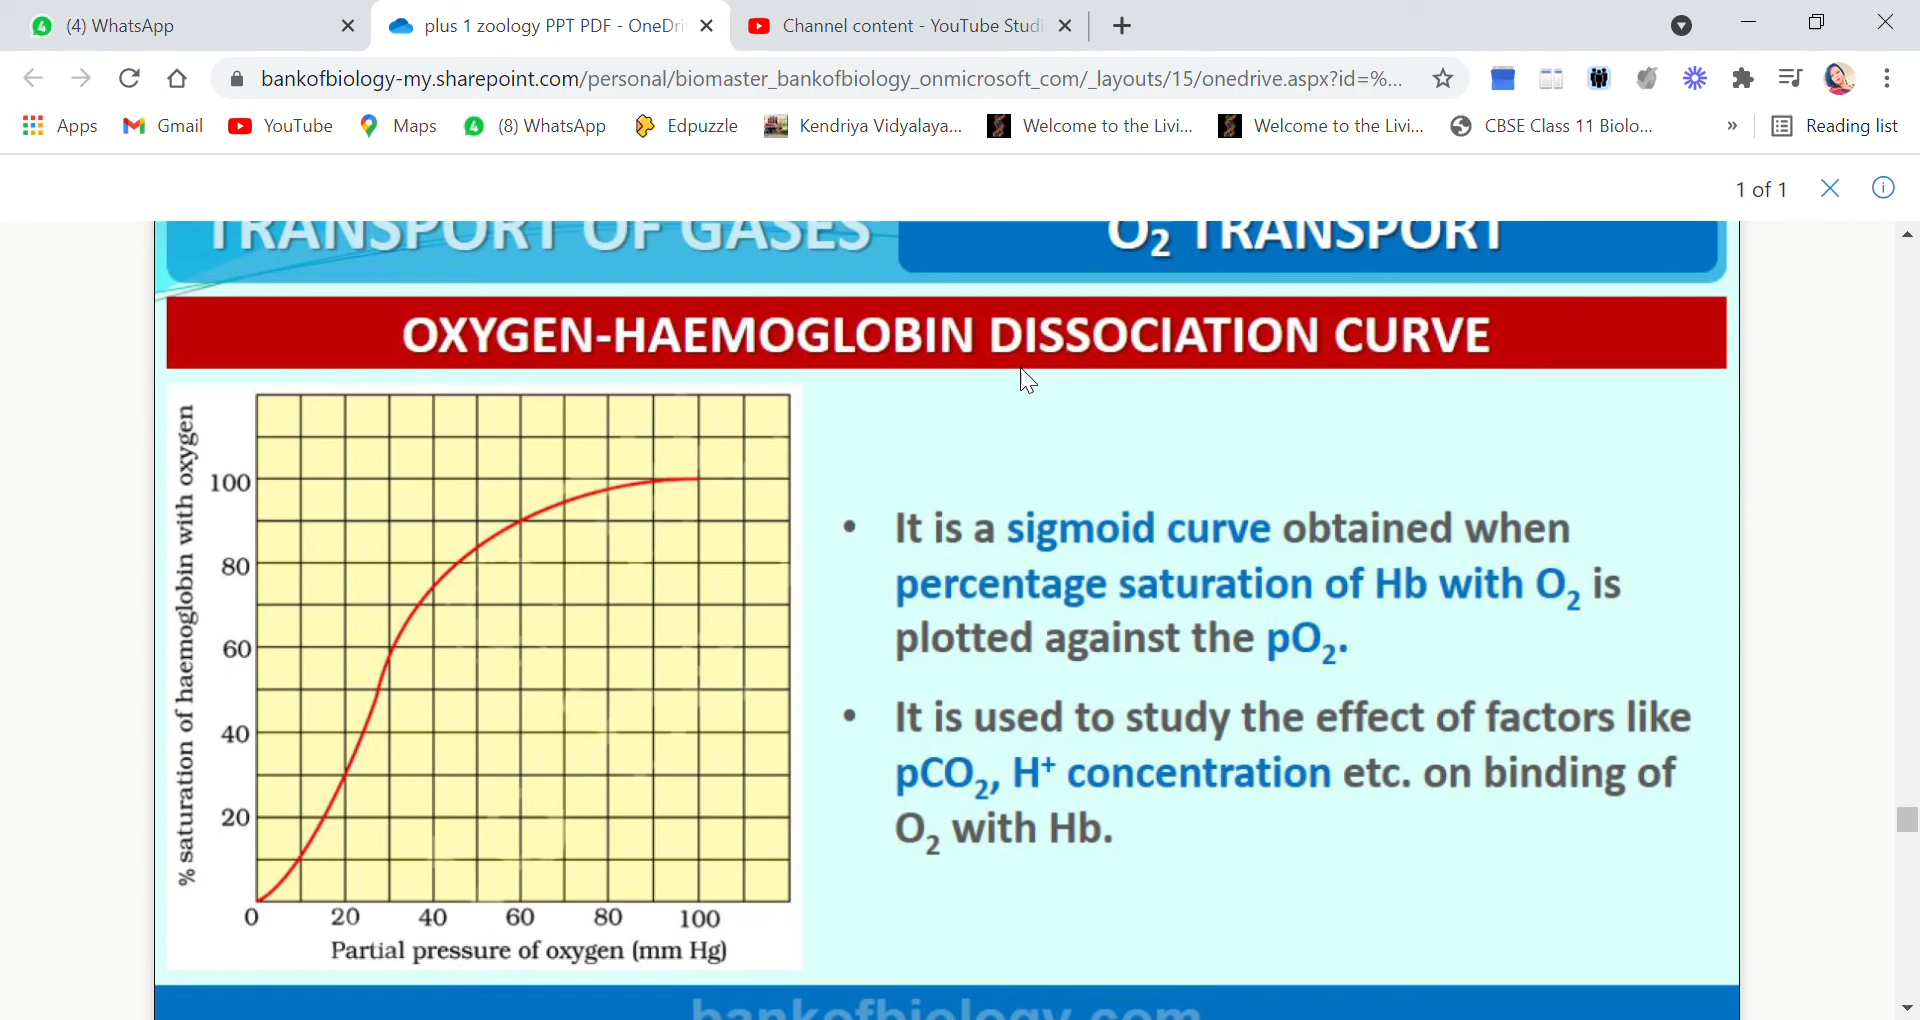 4 (4) WhatsApp
plus 1 zoology PPT PDF - OneDri
Channel content - YouTube Studi
bankofbiology-my.sharepoint.com/personal/biomaster_bankofbiology_onmicrosoft_com/_layouts/15/onedrive.aspx?id=%...
Apps
Gmail
YouTube
Maps
4 (8) WhatsApp
Edpuzzle
Kendriya Vidyalaya...
Welcome to the Livi...
Welcome to the Livi...
CBSE Class 11 Biolo...
»
Reading list
1 of 1
TRANSPORT OF GASES
O₂ TRANSPORT
OXYGEN-HAEMOGLOBIN DISSOCIATION CURVE
% saturation of haemoglobin with oxygen
100
80
60
40
20
0 20 40 60 80 100
Partial pressure of oxygen (mm Hg)
• It is a sigmoid curve obtained when
percentage saturation of Hb with O₂ is
plotted against the pO₂.
• It is used to study the effect of factors like
pCO₂, H⁺ concentration etc. on binding of
O₂ with Hb.
bankofbiology.com